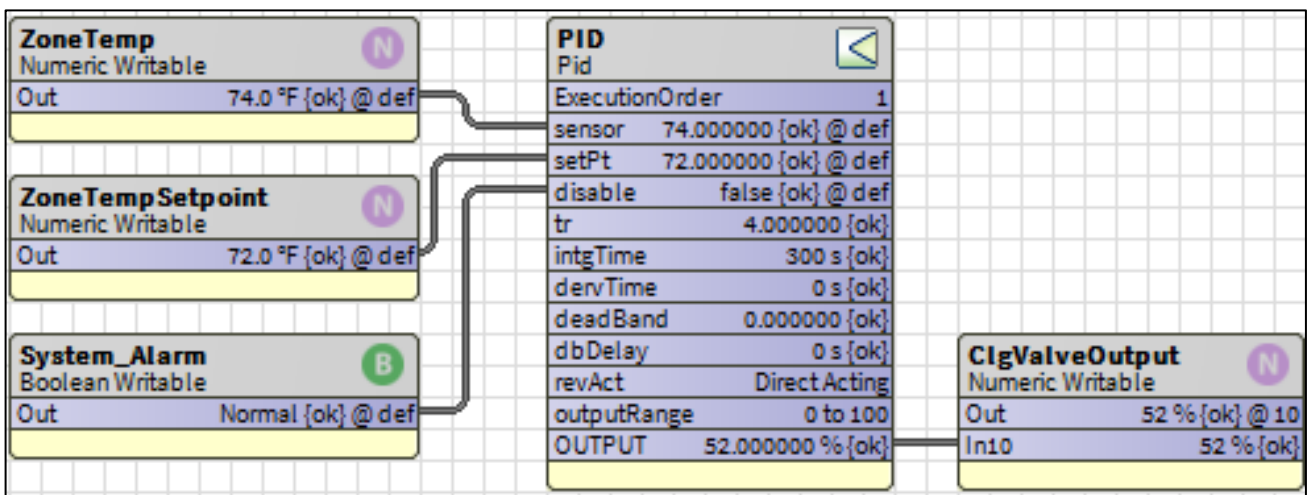 ZoneTemp
N
Numeric Writable
Out 74.0 °F {ok} @ def
ZoneTempSetpoint
N
Numeric Writable
Out 72.0 °F {ok} @ def
System_Alarm
B
Boolean Writable
Out Normal {ok} @ def
PID
Pid
ExecutionOrder 1
sensor 74.000000 {ok} @ def
setPt 72.000000 {ok} @ def
disable false {ok} @ def
tr 4.000000 {ok}
intgTime 300 s {ok}
dervTime 0 s {ok}
deadBand 0.000000 {ok}
dbDelay 0 s {ok}
revAct Direct Acting
outputRange 0 to 100
OUTPUT 52.000000 % {ok}
ClgValveOutput
N
Numeric Writable
Out 52 % {ok} @ 10
In10 52 % {ok}